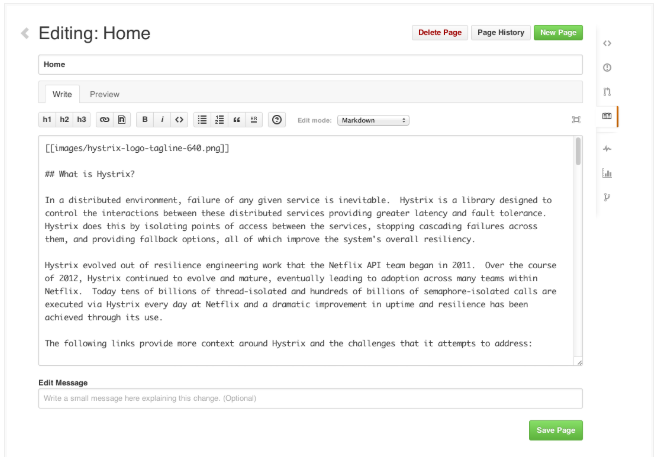 Editing: Home
Delete Page
Page History
New Page
Home
Write
Preview
h1 h2 h3
B i <>
Edit mode: Markdown
[[images/hystrix-logo-tagline-640.png]]
## What is Hystrix?
In a distributed environment, failure of any given service is inevitable.  Hystrix is a library designed to
control the interactions between these distributed services providing greater latency and fault tolerance.
Hystrix does this by isolating points of access between the services, stopping cascading failures across
them, and providing fallback options, all of which improve the system's overall resiliency.
Hystrix evolved out of resilience engineering work that the Netflix API team began in 2011.  Over the course
of 2012, Hystrix continued to evolve and mature, eventually leading to adoption across many teams within
Netflix.  Today tens of billions of thread-isolated and hundreds of billions of semaphore-isolated calls are
executed via Hystrix every day at Netflix and a dramatic improvement in uptime and resilience has been
achieved through its use.
The following links provide more context around Hystrix and the challenges that it attempts to address:
Edit Message
Write a small message here explaining this change. (Optional)
Save Page